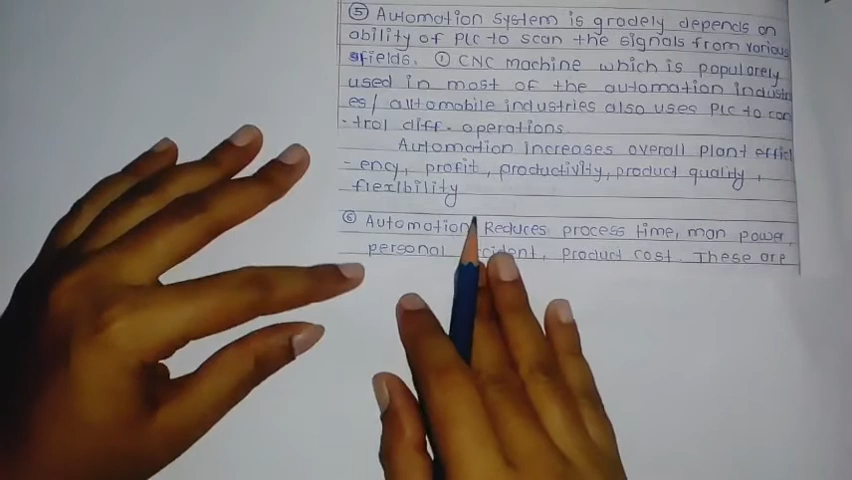 ⑤ Automation System is gradely depends on
ability of PLC to scan the signals from various
fields. ① CNC machine which is popularely
used in most of the automation industri
es/ alltomobile industries also uses PLC to con
-trol diff. operations.
Automation increases overall Plant effici
-ency, profit, productivity, product quality,
flexibility
⑥ Automation Reduces process time, man power,
personal cident, Product cost. These are